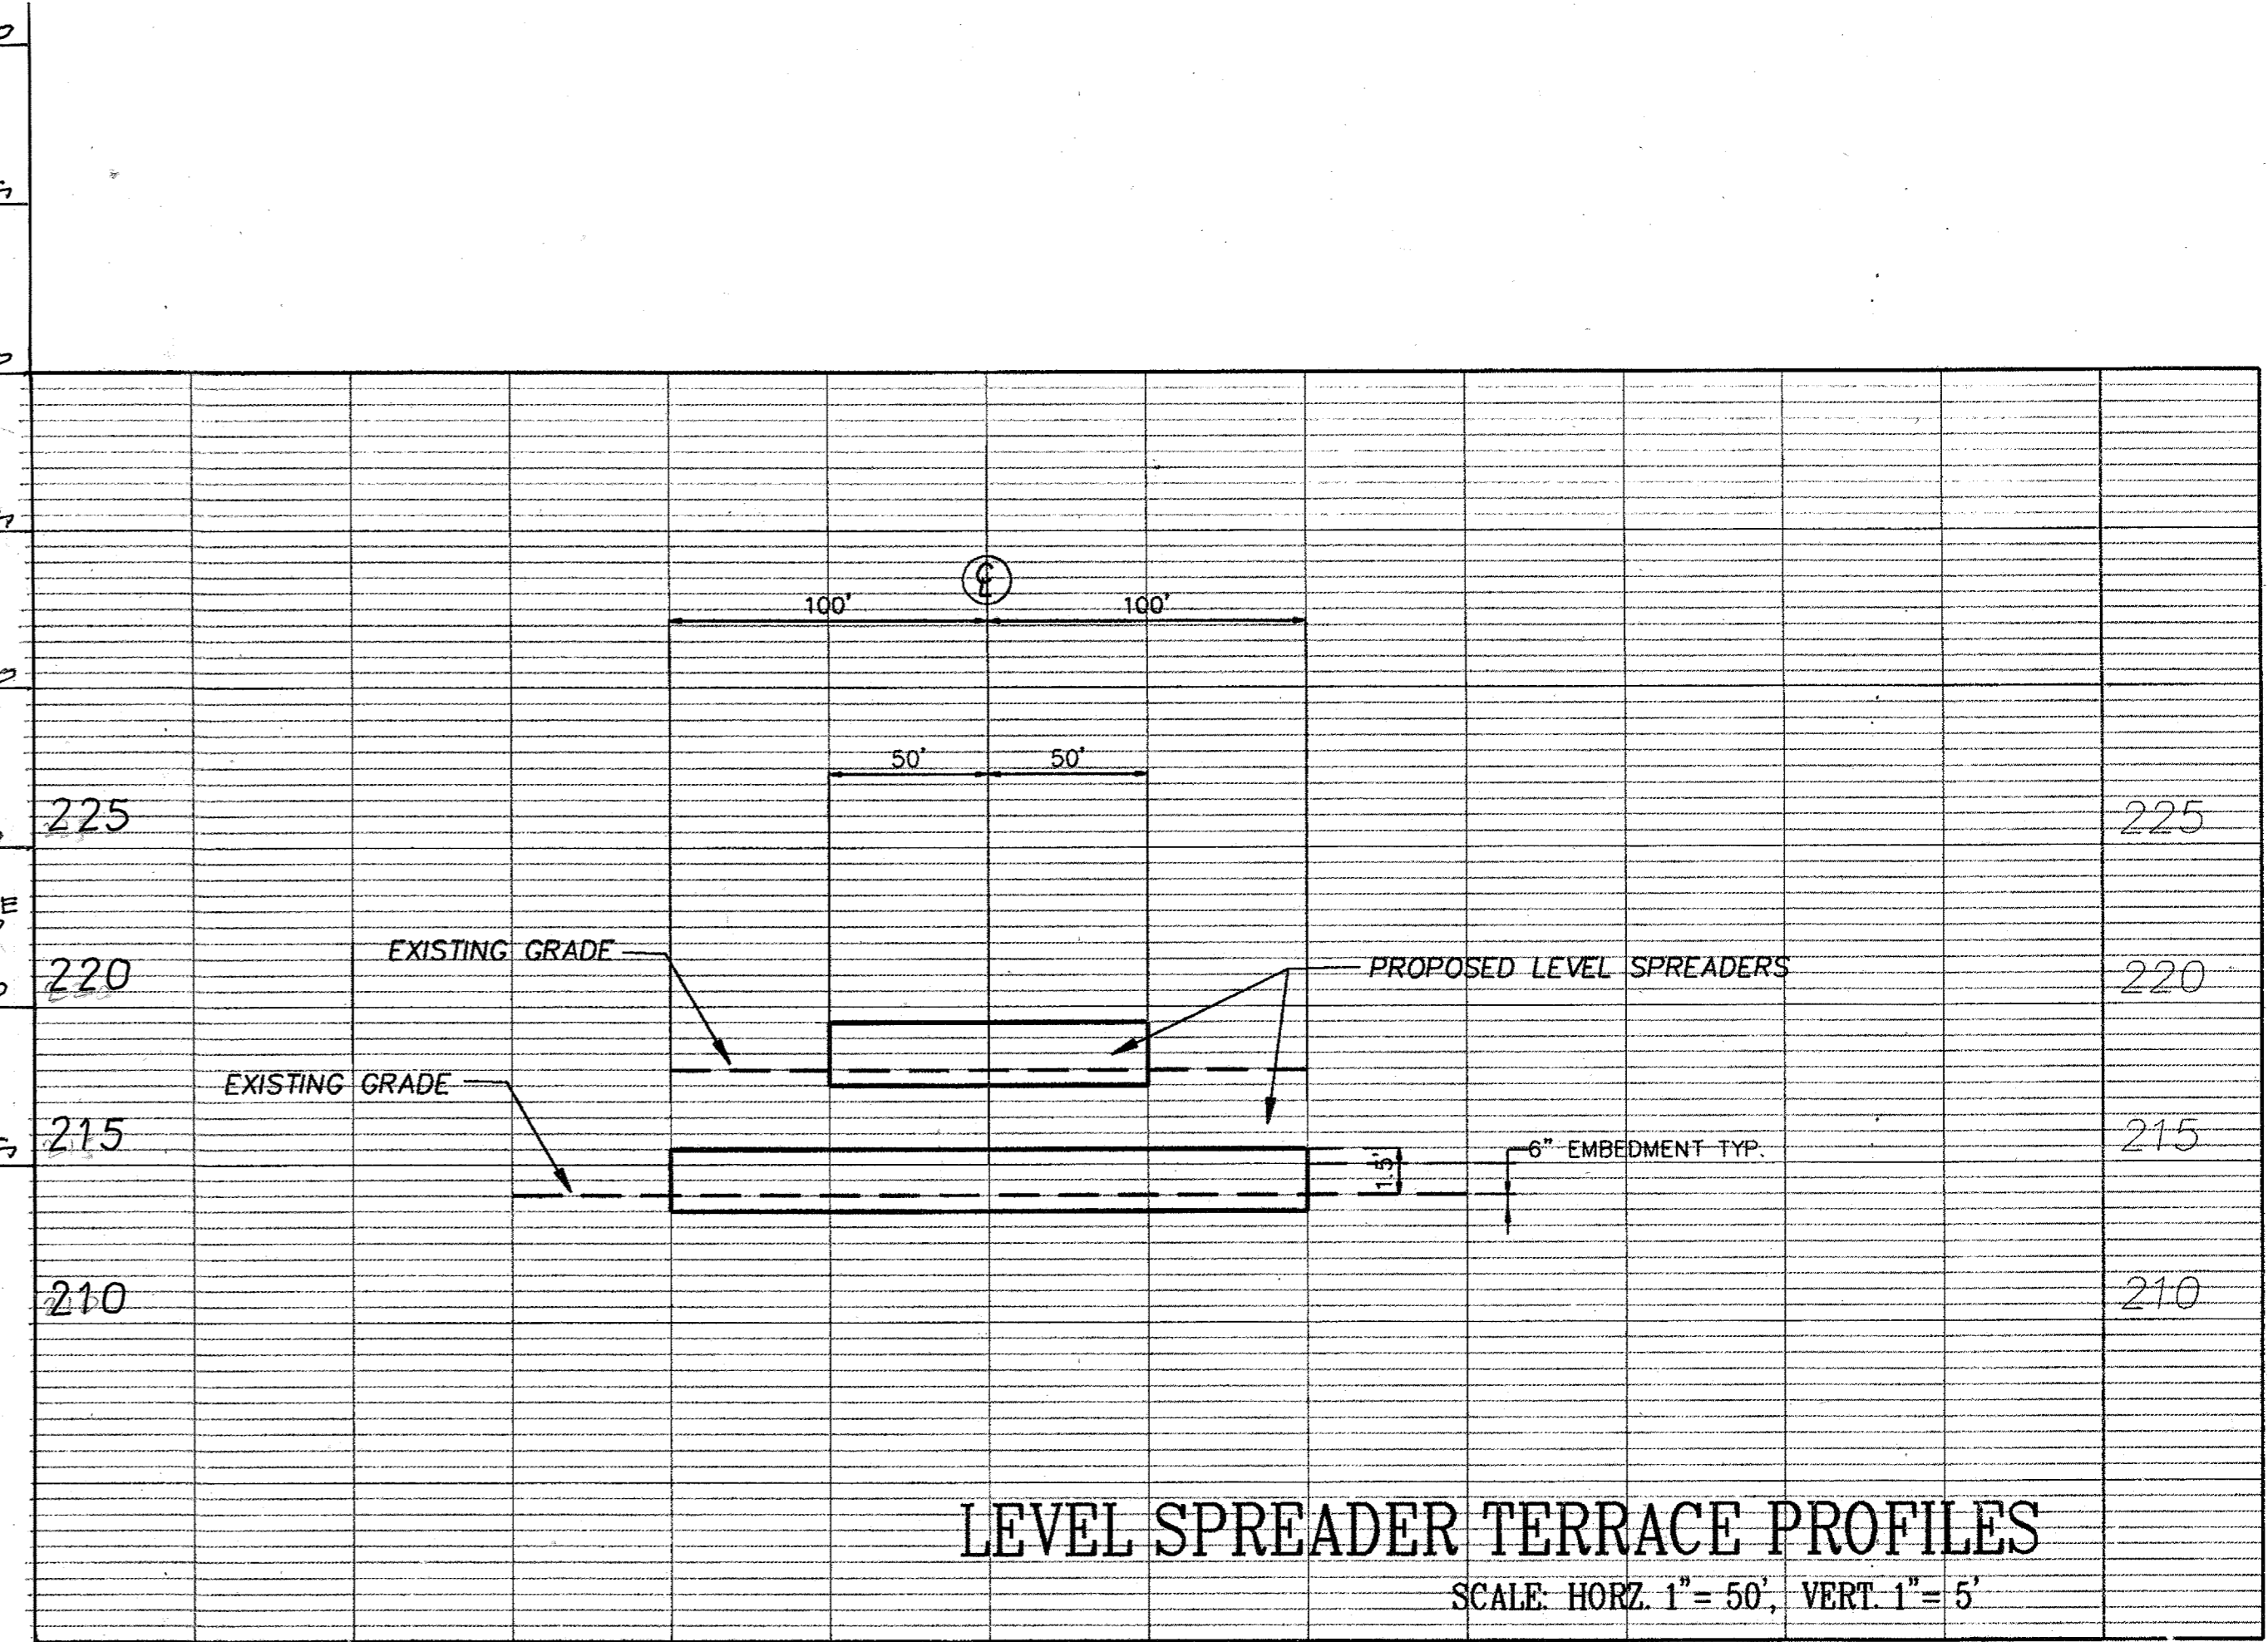 100' ℄ 100'
50' 50'
225 225
EXISTING GRADE
PROPOSED LEVEL SPREADERS
220 220
EXISTING GRADE
215 215
1.5'
6" EMBEDMENT TYP.
210 210
LEVEL SPREADER TERRACE PROFILES
SCALE: HORZ. 1"= 50', VERT. 1"= 5'